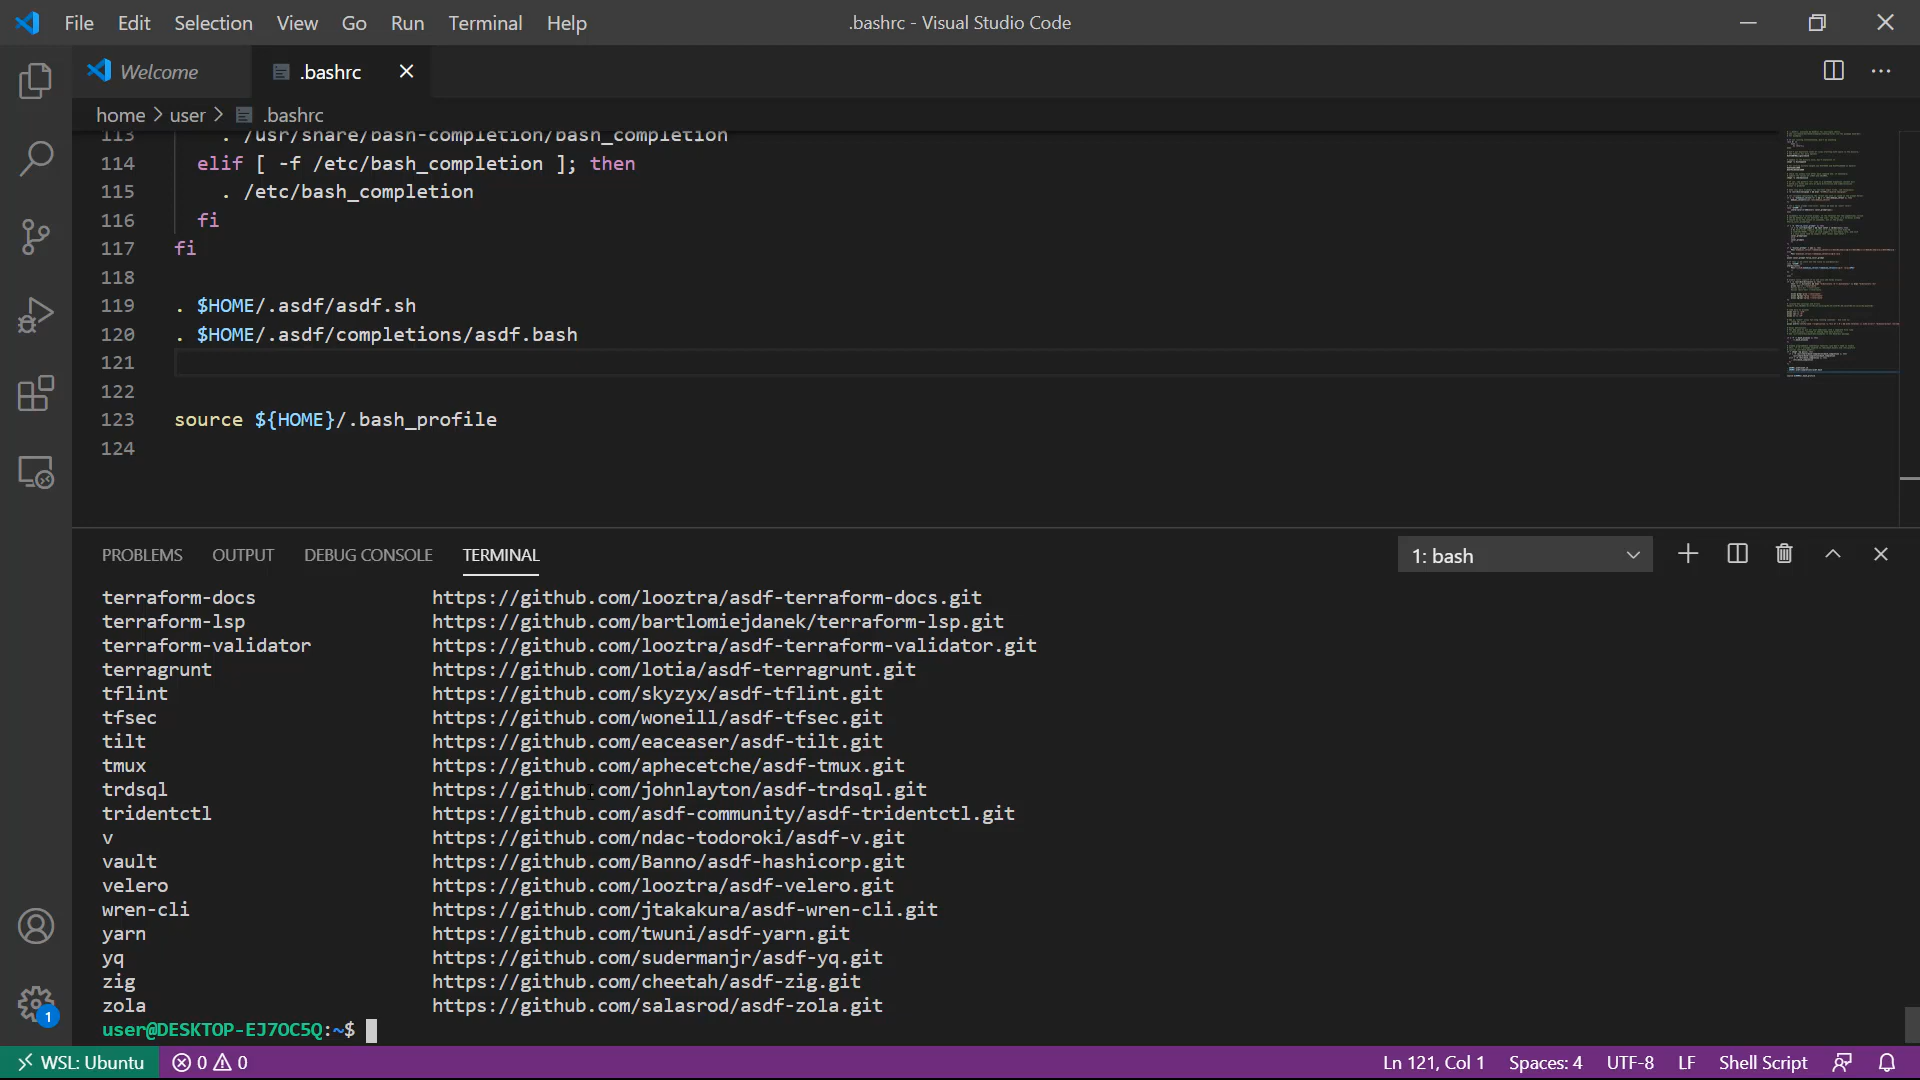 File Edit Selection View Go Run Terminal Help .bashrc - Visual Studio Code
Welcome .bashrc
home > user > .bashrc
113 . /usr/share/bash-completion/bash_completion
114 elif [ -f /etc/bash_completion ]; then
115 . /etc/bash_completion
116 fi
117 fi
118
119 . $HOME/.asdf/asdf.sh
120 . $HOME/.asdf/completions/asdf.bash
121
122
123 source ${HOME}/.bash_profile
124
PROBLEMS OUTPUT DEBUG CONSOLE TERMINAL 1: bash
terraform-docs https://github.com/looztra/asdf-terraform-docs.git
terraform-lsp https://github.com/bartlomiejdanek/terraform-lsp.git
terraform-validator https://github.com/looztra/asdf-terraform-validator.git
terragrunt https://github.com/lotia/asdf-terragrunt.git
tflint https://github.com/skyzyx/asdf-tflint.git
tfsec https://github.com/woneill/asdf-tfsec.git
tilt https://github.com/eaceaser/asdf-tilt.git
tmux https://github.com/aphecetche/asdf-tmux.git
trdsql https://github.com/johnlayton/asdf-trdsql.git
tridentctl https://github.com/asdf-community/asdf-tridentctl.git
v https://github.com/ndac-todoroki/asdf-v.git
vault https://github.com/Banno/asdf-hashicorp.git
velero https://github.com/looztra/asdf-velero.git
wren-cli https://github.com/jtakakura/asdf-wren-cli.git
yarn https://github.com/twuni/asdf-yarn.git
yq https://github.com/sudermanjr/asdf-yq.git
zig https://github.com/cheetah/asdf-zig.git
zola https://github.com/salasrod/asdf-zola.git
user@DESKTOP-EJ7OC5Q:~$
1
WSL: Ubuntu 0 0 Ln 121, Col 1 Spaces: 4 UTF-8 LF Shell Script